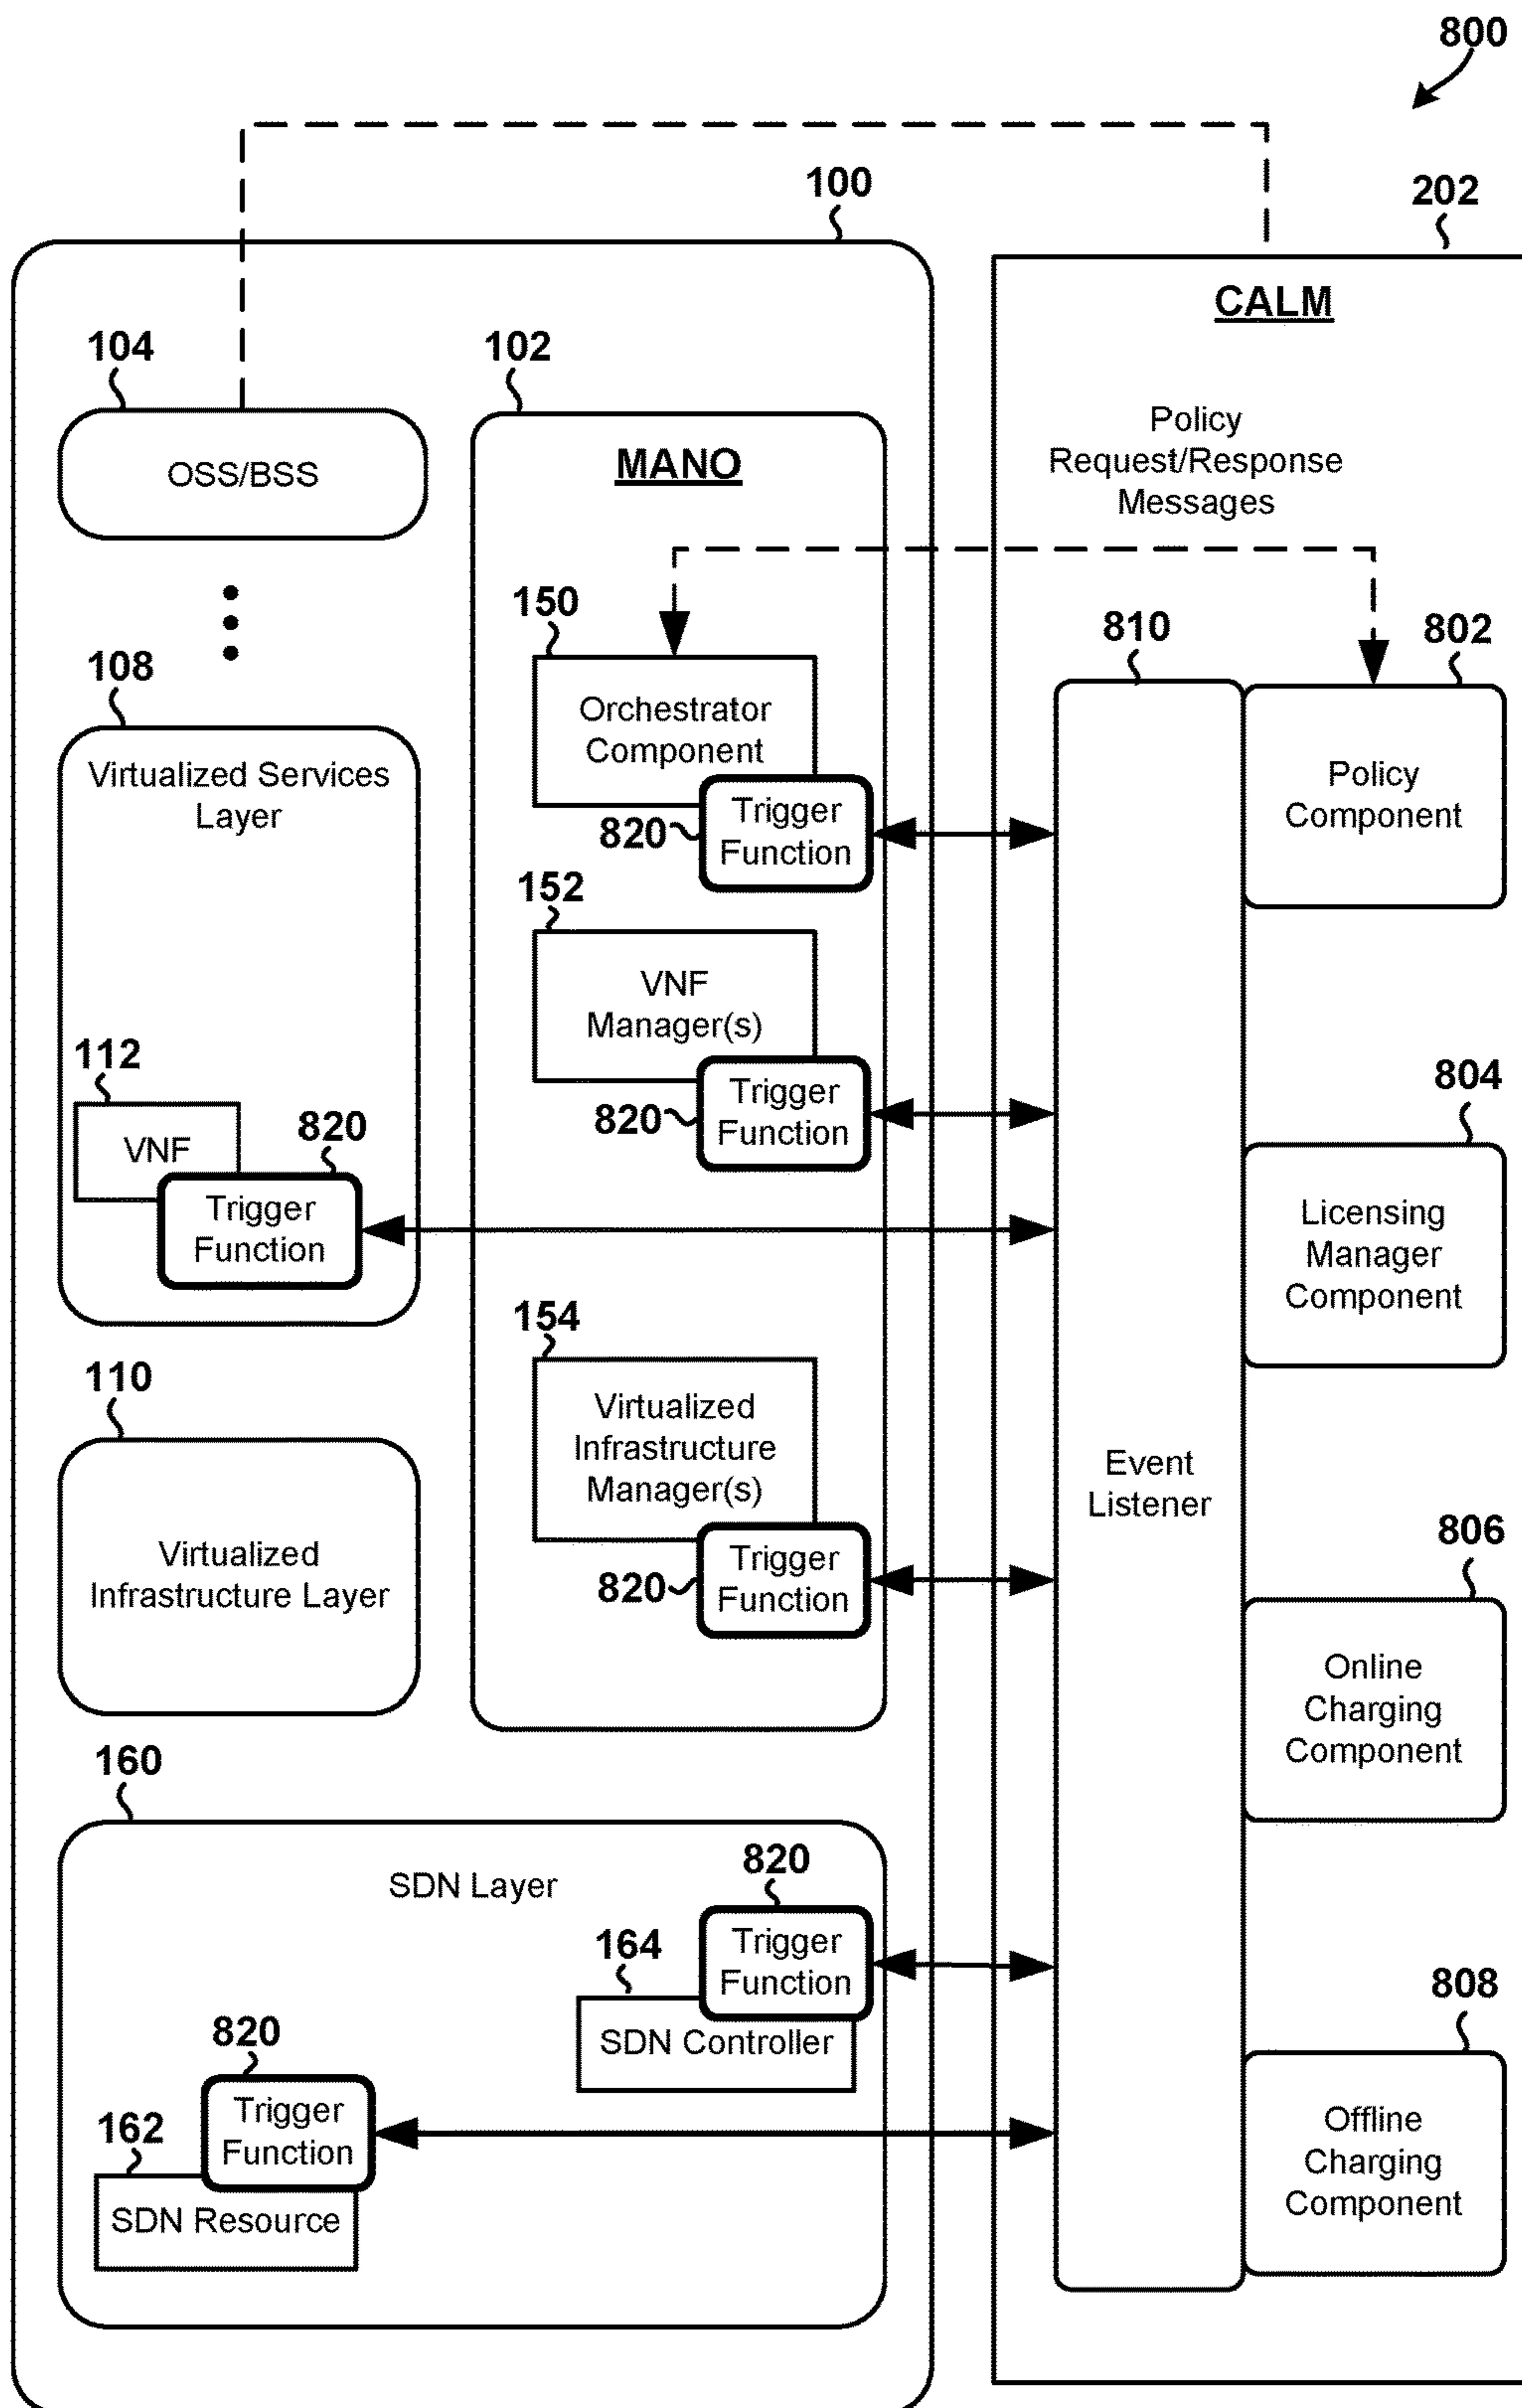 800
100
202
CALM
104
102
OSS/BSS
MANO
Policy
Request/Response
Messages
150
810
802
108
Orchestrator
Component
Virtualized Services
Layer
Policy
Component
820
Trigger
Function
152
VNF
Manager(s)
112
804
VNF
820
820
Trigger
Function
Trigger
Function
Licensing
Manager
Component
154
110
Virtualized
Infrastructure
Manager(s)
Event
Listener
806
Virtualized
Infrastructure Layer
820
Trigger
Function
Online
Charging
Component
160
SDN Layer
820
164
Trigger
Function
808
820
SDN Controller
162
Trigger
Function
Offline
Charging
Component
SDN Resource